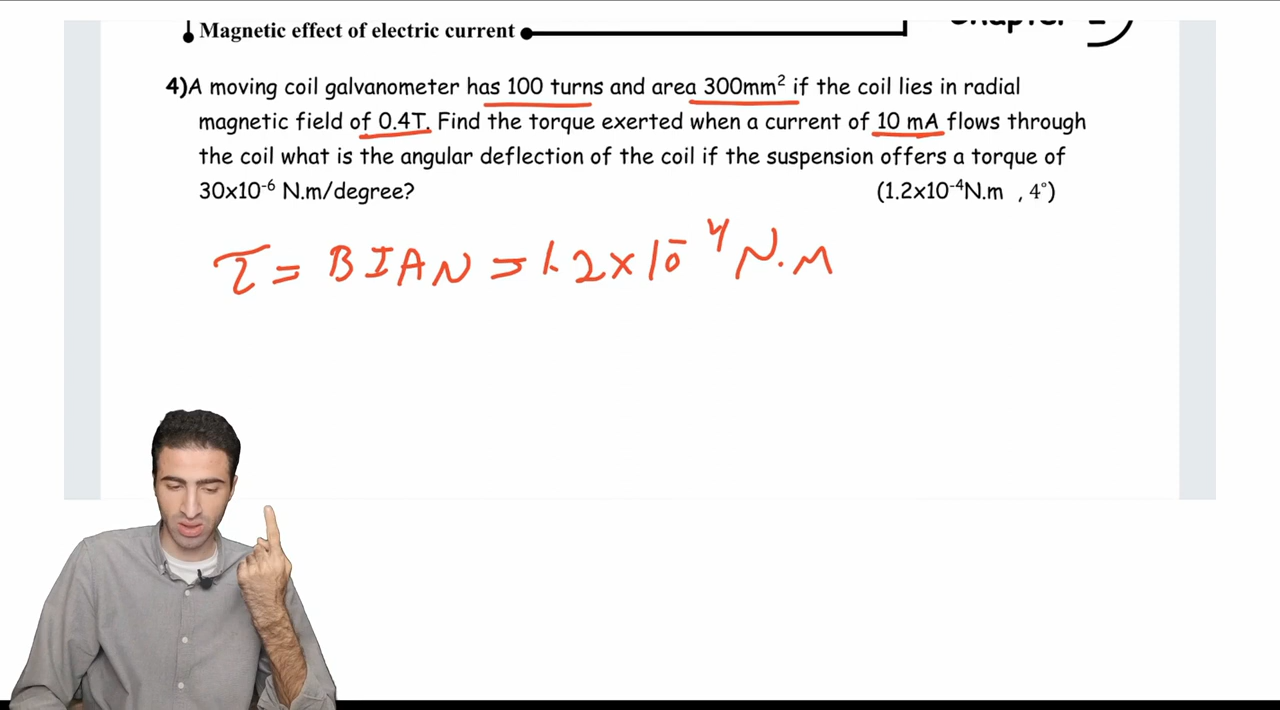 Magnetic effect of electric current
4)A moving coil galvanometer has 100 turns and area 300mm² if the coil lies in radial
magnetic field of 0.4T. Find the torque exerted when a current of 10 mA flows through
the coil what is the angular deflection of the coil if the suspension offers a torque of
30x10⁻⁶ N.m/degree? (1.2x10⁻⁴N.m , 4°)
τ = BIAN = 1.2 x 10⁻⁴ N.M